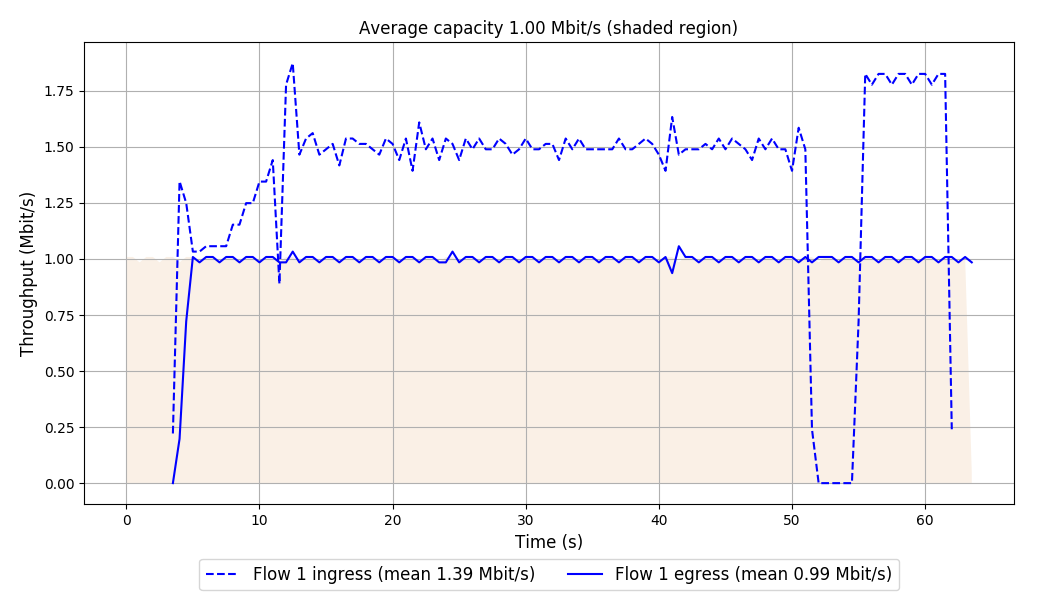 Average capacity 1.00 Mbit/s (shaded region)
Throughput (Mbit/s)
1.75
1.50
1.25
1.00
0.75
0.50
0.25
0.00
0 10 20 30 40 50 60
Time (s)
Flow 1 ingress (mean 1.39 Mbit/s) Flow 1 egress (mean 0.99 Mbit/s)